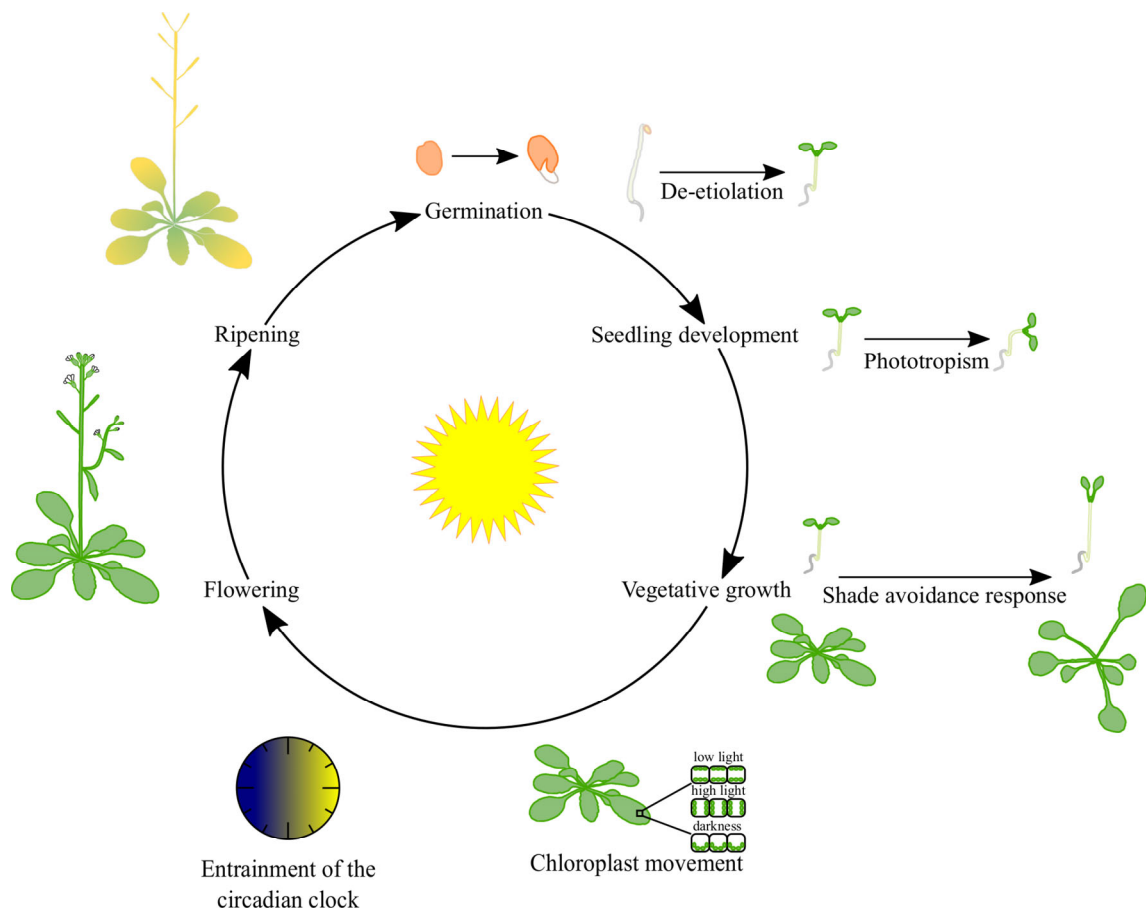 Germination
De-etiolation
Ripening
Seedling development
Phototropism
Flowering
Vegetative growth
Shade avoidance response
low light
high light
darkness
Chloroplast movement
Entrainment of the
circadian clock